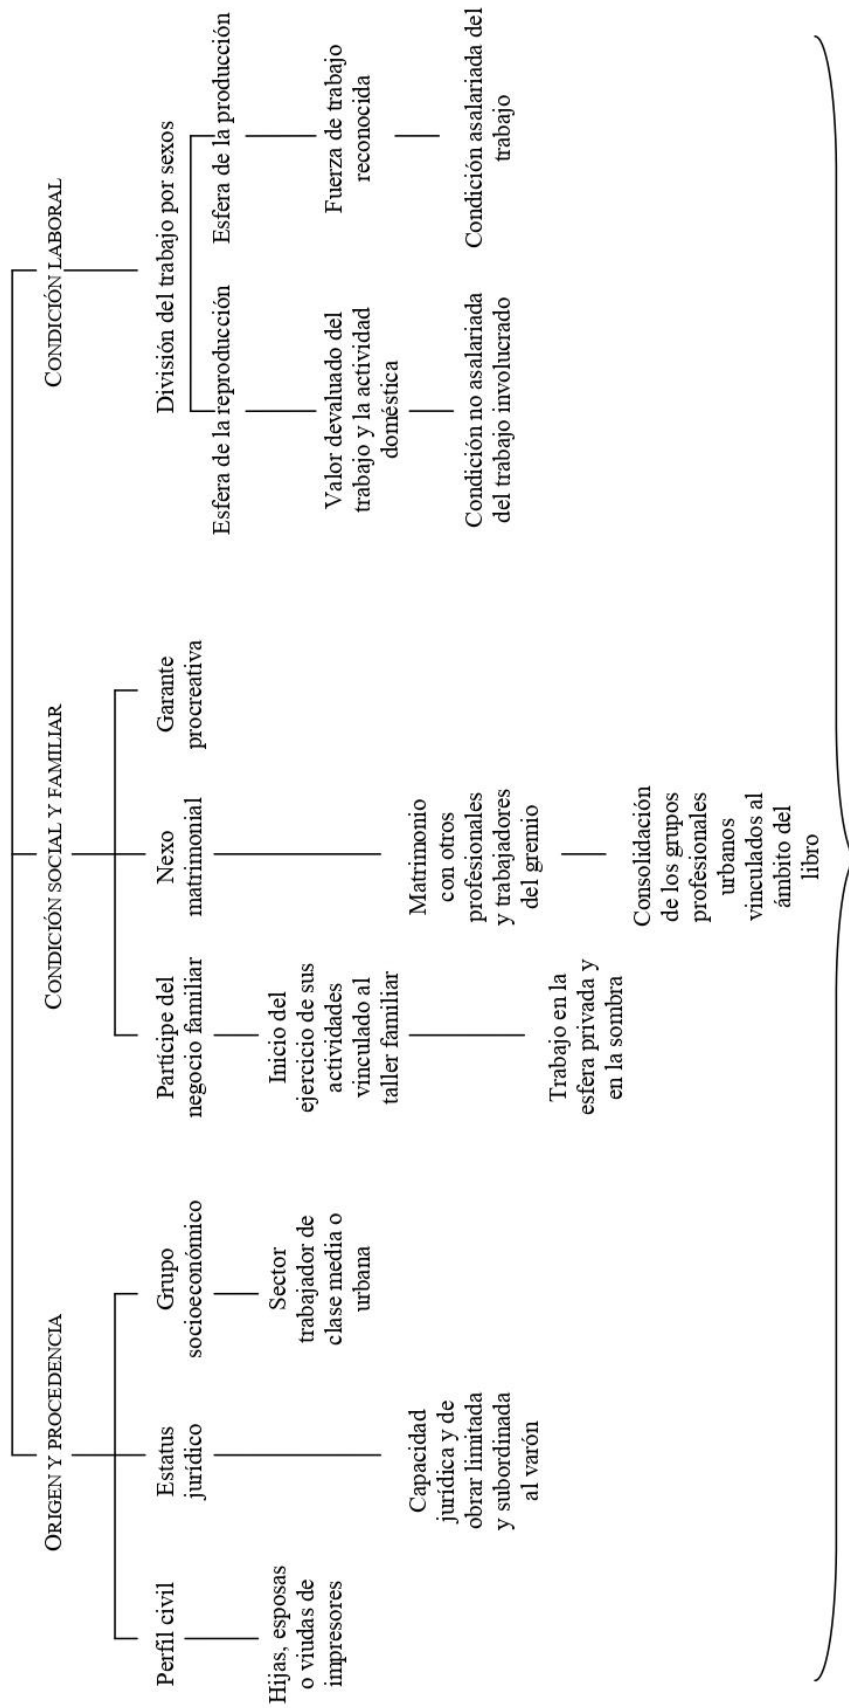 ORIGEN Y PROCEDENCIA
Perfil civil
Hijas, esposas
o viudas de
impresores
Estatus
jurídico
Capacidad
jurídica y de
obrar limitada
y subordinada
al varón
Grupo
socioeconómico
Sector
trabajador de
clase media o
urbana
CONDICIÓN SOCIAL Y FAMILIAR
Partícipe del
negocio familiar
Inicio del
ejercicio de sus
actividades
vinculado al
taller familiar
Trabajo en la
esfera privada y
en la sombra
Nexo
matrimonial
Matrimonio
con otros
profesionales
y trabajadores
del gremio
Consolidación
de los grupos
profesionales
urbanos
vinculados al
ámbito del
libro
Garante
procreativa
CONDICIÓN LABORAL
División del trabajo por sexos
Esfera de la reproducción
Valor devaluado del
trabajo y la actividad
doméstica
Condición no asalariada
del trabajo involucrado
Esfera de la producción
Fuerza de trabajo
reconocida
Condición asalariada del
trabajo